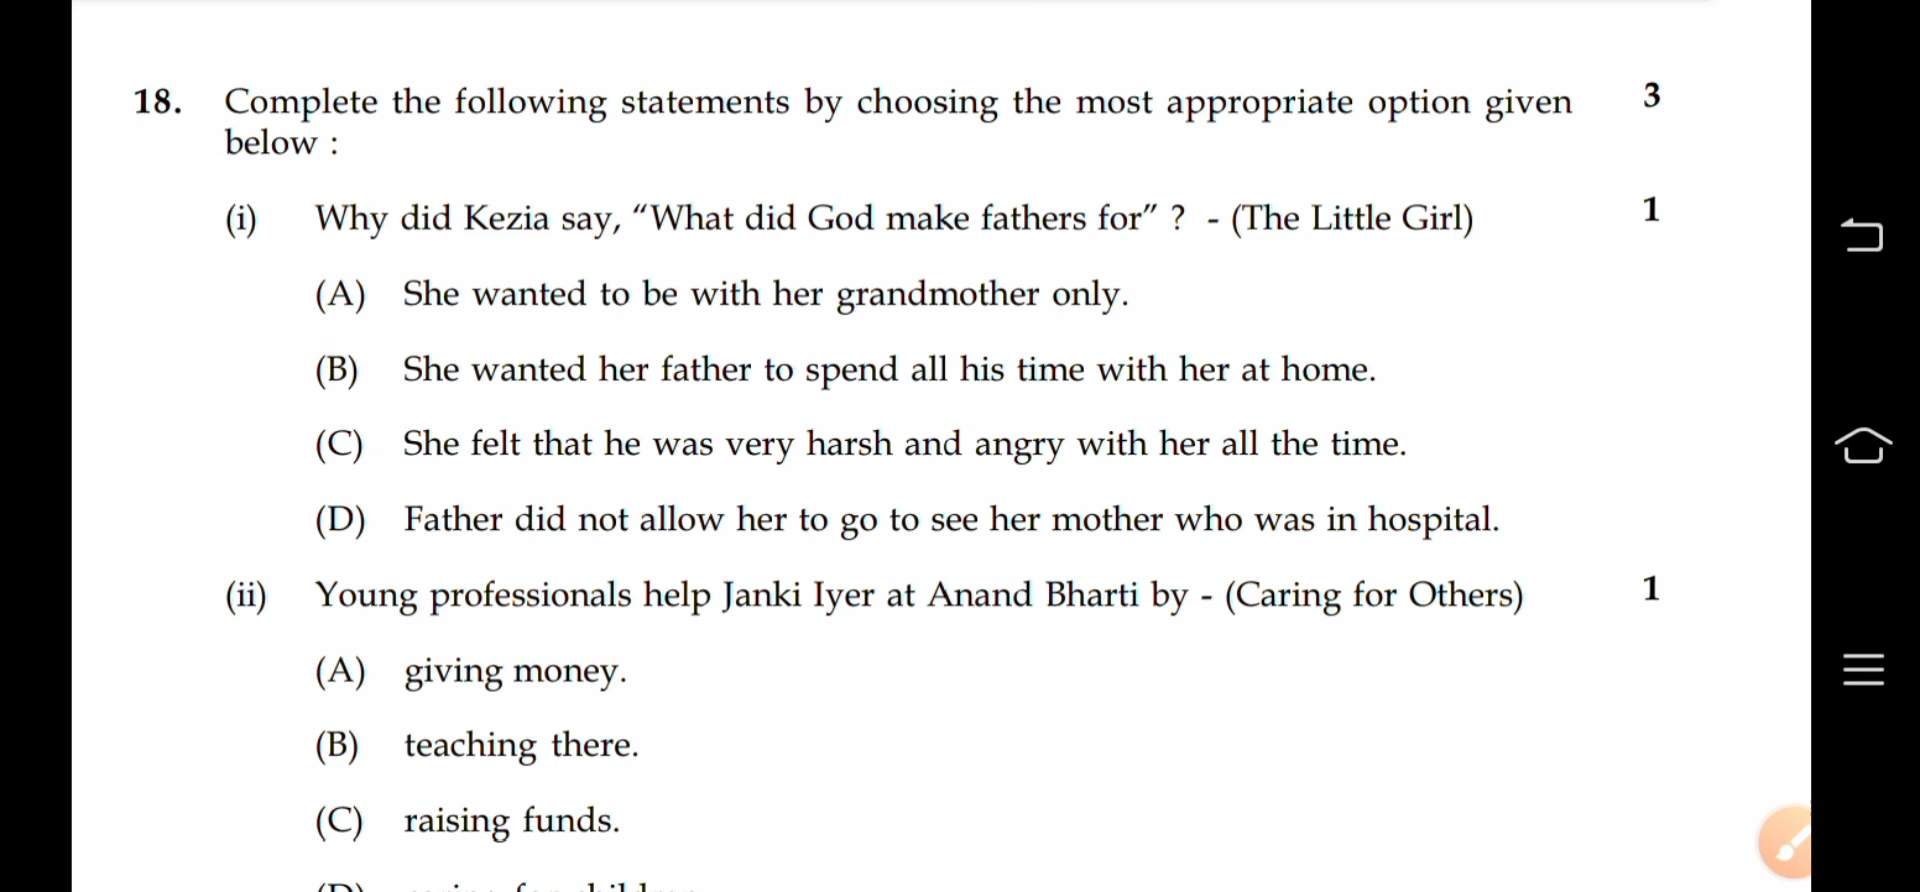 18. Complete the following statements by choosing the most appropriate option given 3
below :
(i) Why did Kezia say, “What did God make fathers for” ? - (The Little Girl) 1
(A) She wanted to be with her grandmother only.
(B) She wanted her father to spend all his time with her at home.
(C) She felt that he was very harsh and angry with her all the time.
(D) Father did not allow her to go to see her mother who was in hospital.
(ii) Young professionals help Janki Iyer at Anand Bharti by - (Caring for Others) 1
(A) giving money.
(B) teaching there.
(C) raising funds.